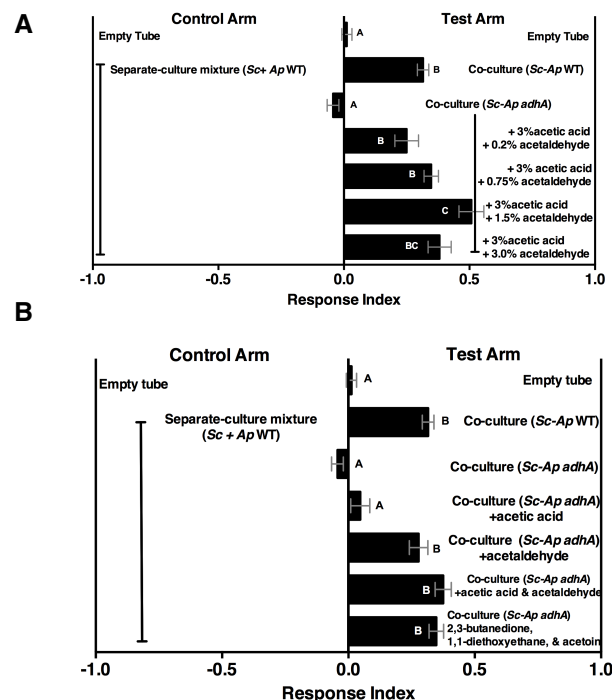 A
Control Arm Test Arm
Empty Tube A Empty Tube
Separate-culture mixture (Sc+ Ap WT) B Co-culture (Sc-Ap WT)
A Co-culture (Sc-Ap adhA)
B + 3%acetic acid
+ 0.2% acetaldehyde
B + 3% acetic acid
+ 0.75% acetaldehyde
C + 3%acetic acid
+ 1.5% acetaldehyde
BC + 3%acetic acid
+ 3.0% acetaldehyde
-1.0 -0.5 0.0 0.5 1.0
Response Index
B
Control Arm Test Arm
Empty tube A Empty tube
Separate-culture mixture
(Sc + Ap WT)
B Co-culture (Sc-Ap WT)
A Co-culture (Sc-Ap adhA)
A Co-culture (Sc-Ap adhA)
+acetic acid
B Co-culture (Sc-Ap adhA)
+acetaldehyde
B Co-culture (Sc-Ap adhA)
+acetic acid & acetaldehyde
B Co-culture (Sc-Ap adhA)
2,3-butanedione,
1,1-diethoxyethane, & acetoin
-1.0 -0.5 0.0 0.5 1.0
Response Index